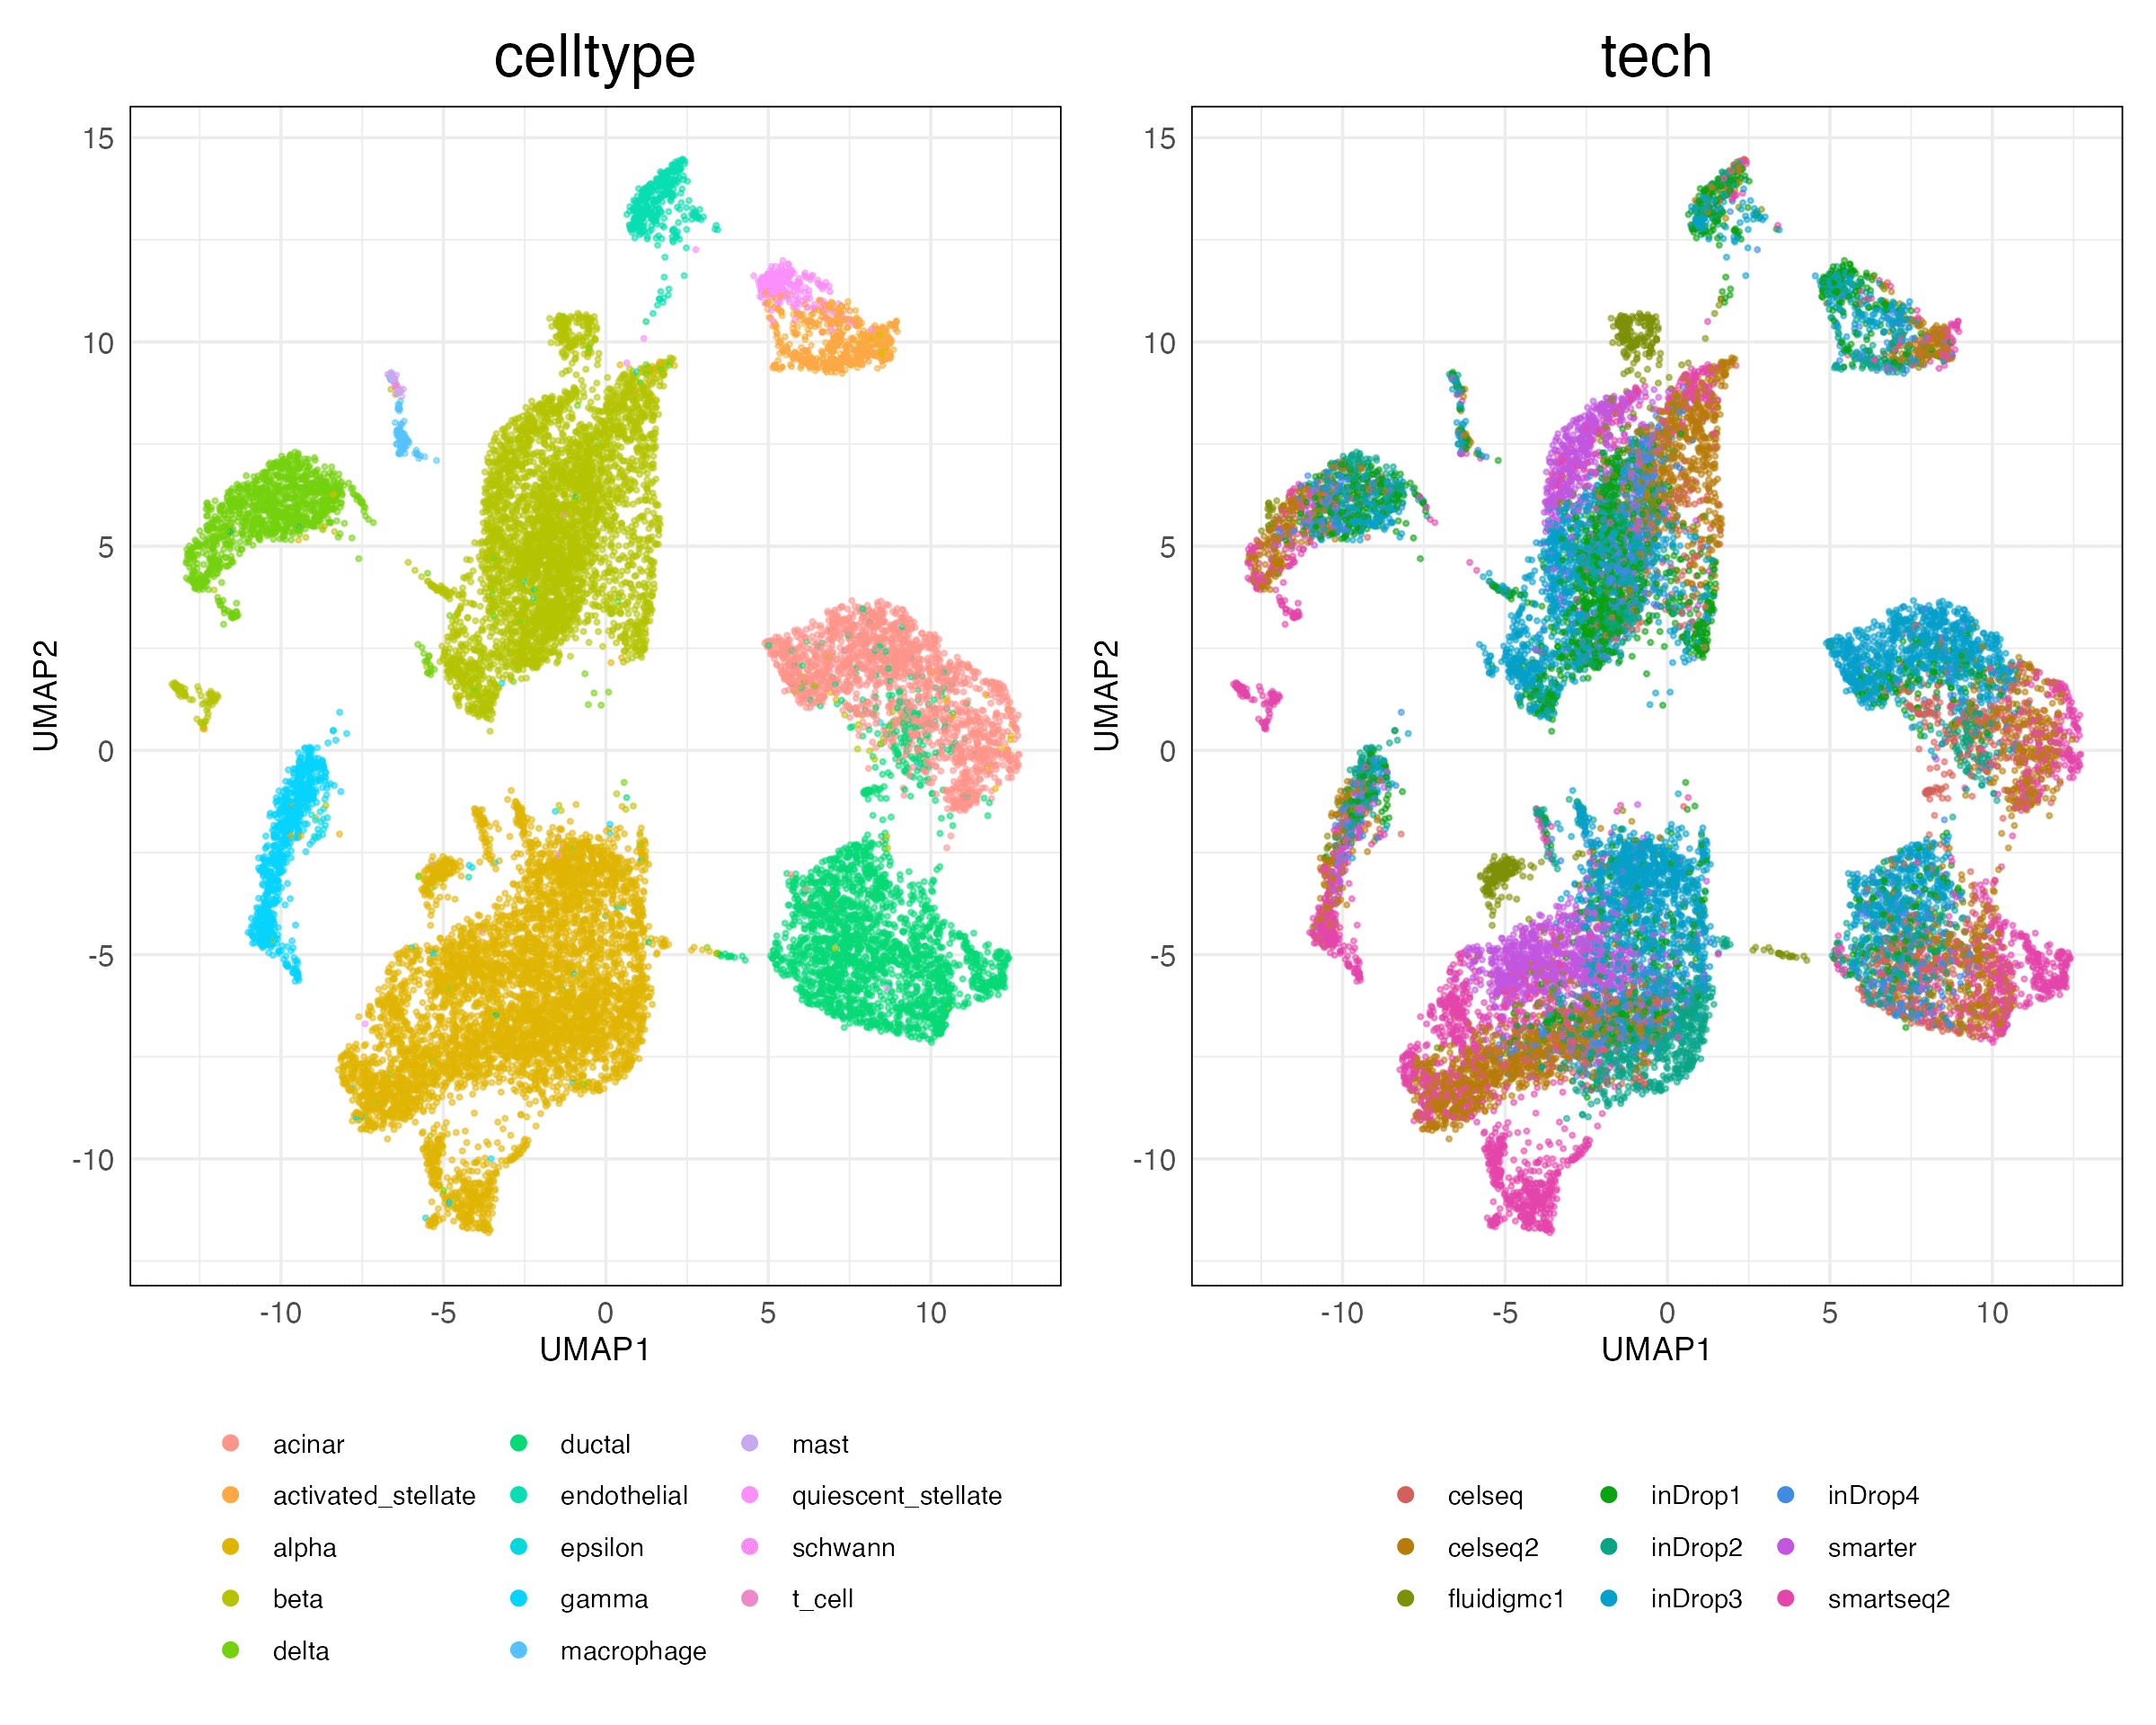 celltype
tech
15
10
5
0
-5
-10
UMAP2
-10 -5 0 5 10
UMAP1
15
10
5
0
-5
-10
UMAP2
-10 -5 0 5 10
UMAP1
acinar
activated_stellate
alpha
beta
delta
ductal
endothelial
epsilon
gamma
macrophage
mast
quiescent_stellate
schwann
t_cell
celseq
celseq2
fluidigmc1
inDrop1
inDrop2
inDrop3
inDrop4
smarter
smartseq2